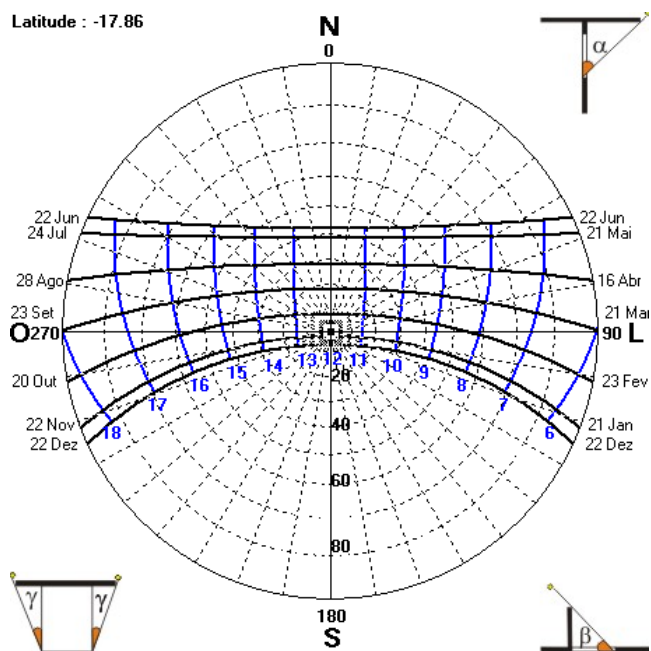 Latitude : -17.86
N
0
α
22 Jun
24 Jul
28 Ago
23 Set
O 270
20 Out
22 Nov
22 Dez
22 Jun
21 Mai
16 Abr
21 Mar
90 L
23 Fev
21 Jan
22 Dez
18 17 16 15 14 13 12 11 10 9 8 7 6
20
40
60
80
180
S
γ γ
β